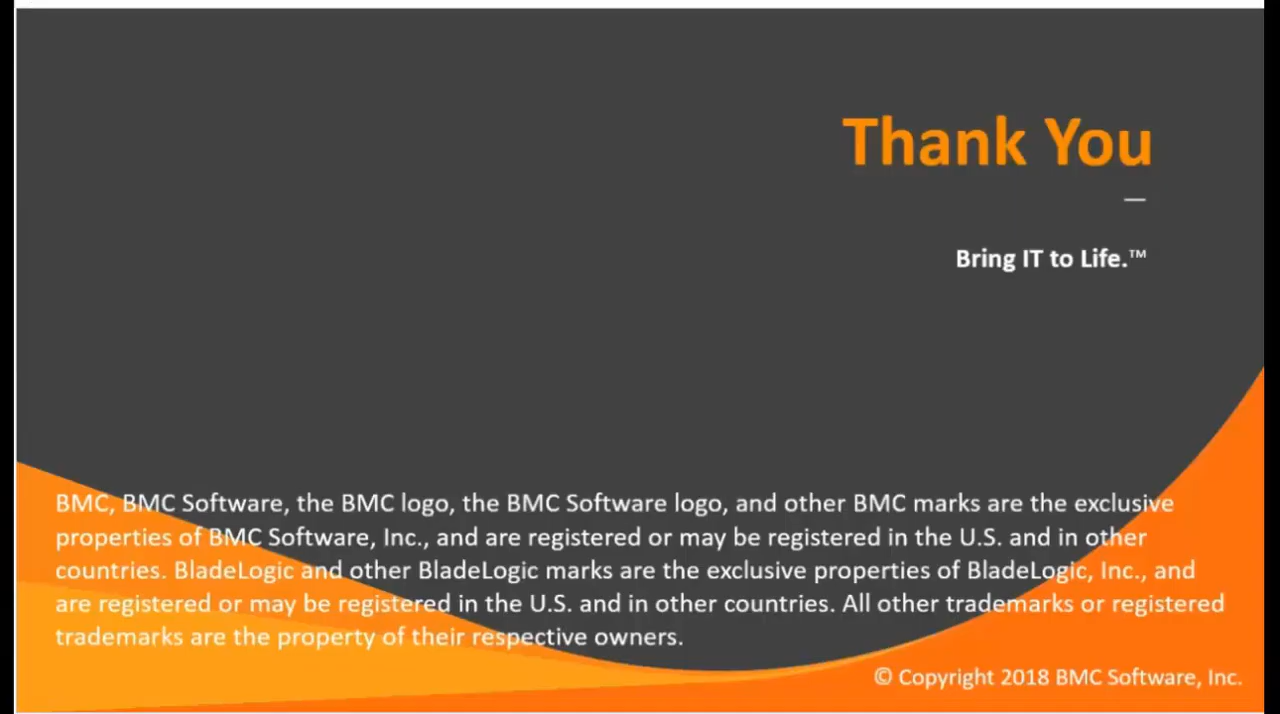 Thank You
—
Bring IT to Life.™
BMC, BMC Software, the BMC logo, the BMC Software logo, and other BMC marks are the exclusive
properties of BMC Software, Inc., and are registered or may be registered in the U.S. and in other
countries. BladeLogic and other BladeLogic marks are the exclusive properties of BladeLogic, Inc., and
are registered or may be registered in the U.S. and in other countries. All other trademarks or registered
trademarks are the property of their respective owners.
© Copyright 2018 BMC Software, Inc.